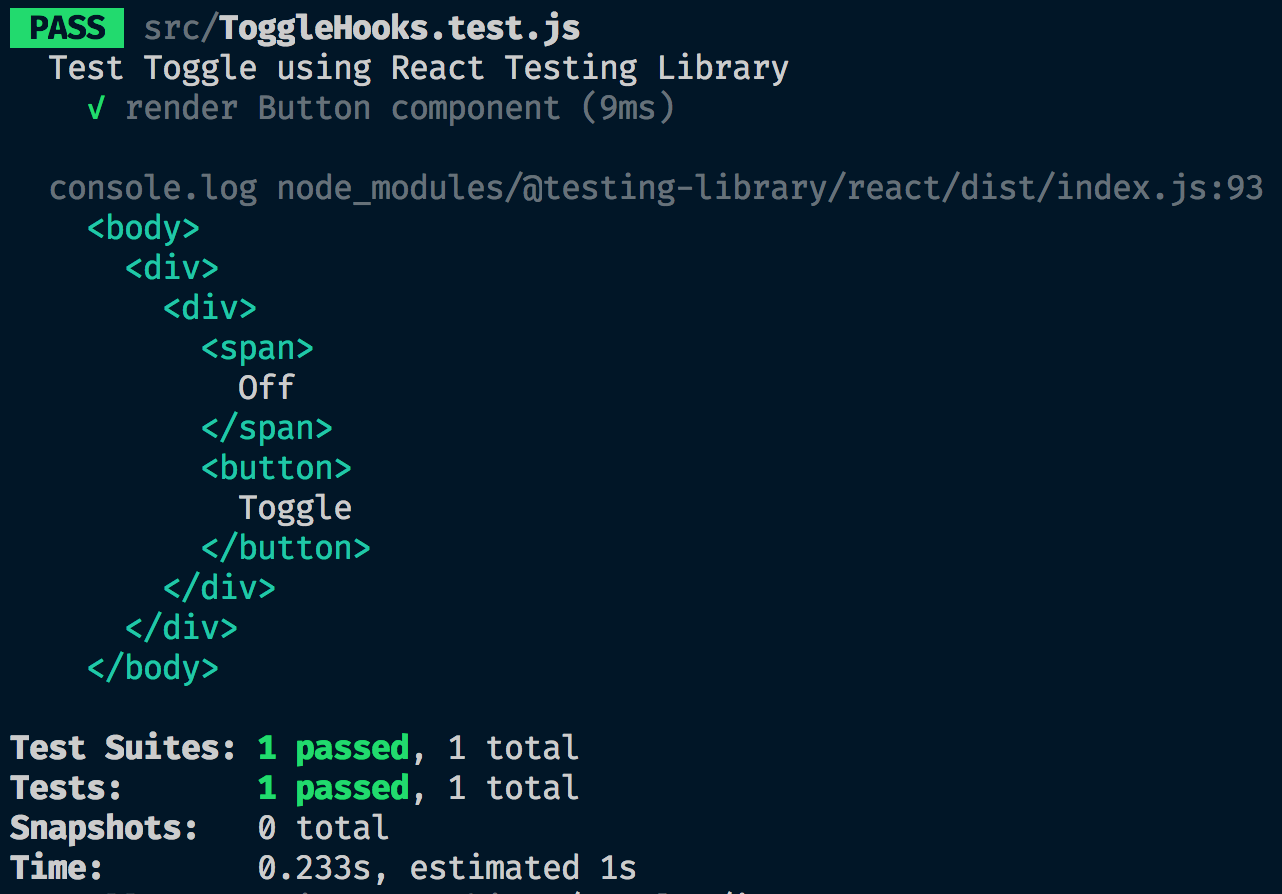 PASS src/ToggleHooks.test.js
Test Toggle using React Testing Library
√ render Button component (9ms)
console.log node_modules/@testing-library/react/dist/index.js:93
<body>
<div>
<div>
<span>
Off
</span>
<button>
Toggle
</button>
</div>
</div>
</body>
Test Suites: 1 passed, 1 total
Tests: 1 passed, 1 total
Snapshots: 0 total
Time: 0.233s, estimated 1s